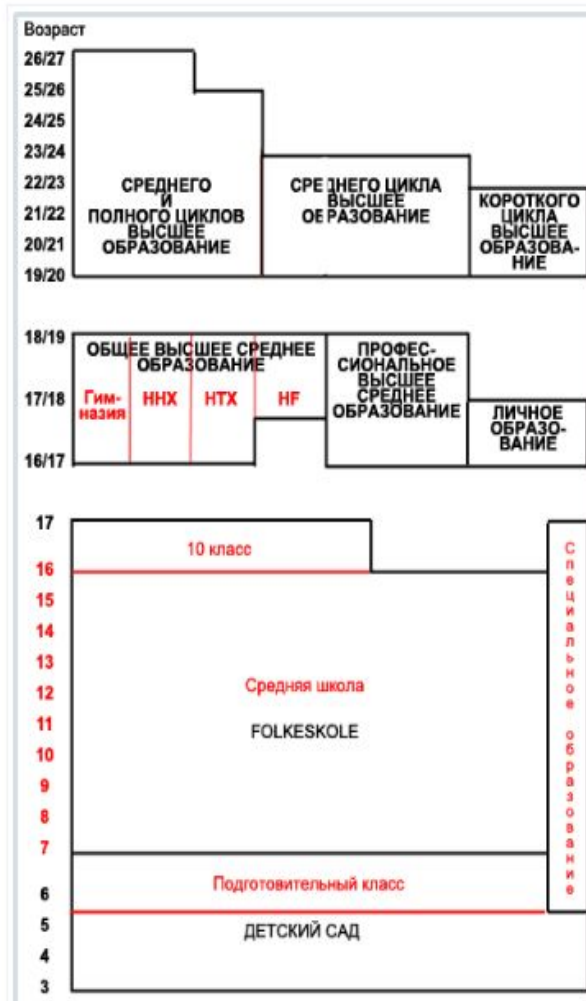 Возраст
26/27
25/26
24/25
23/24
22/23
21/22
20/21
19/20
СРЕДНЕГО
И
ПОЛНОГО ЦИКЛОВ
ВЫСШЕЕ
ОБРАЗОВАНИЕ
СРЕДНЕГО ЦИКЛА
ВЫСШЕЕ
ОБРАЗОВАНИЕ
КОРОТКОГО
ЦИКЛА
ВЫСШЕЕ
ОБРАЗОВА-
НИЕ
18/19
17/18
16/17
ОБЩЕЕ ВЫСШЕЕ СРЕДНЕЕ
ОБРАЗОВАНИЕ
Гим-
назия
HHX
HTX
HF
ПРОФЕС-
СИОНАЛЬНОЕ
ВЫСШЕЕ
СРЕДНЕЕ
ОБРАЗОВАНИЕ
ЛИЧНОЕ
ОБРАЗО-
ВАНИЕ
17
16
15
14
13
12
11
10
9
8
7
6
5
4
3
10 класс
Средняя школа
FOLKESKOLE
Подготовительный класс
ДЕТСКИЙ САД
Специальное образование